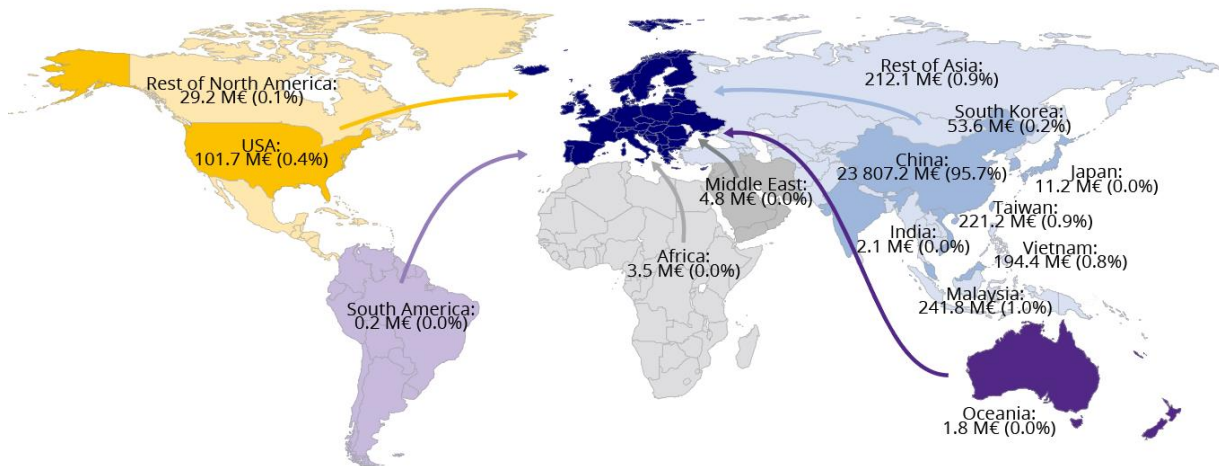 Rest of North America:
29.2 M€ (0.1%)
USA:
101.7 M€ (0.4%)
South America:
0.2 M€ (0.0%)
Africa:
3.5 M€ (0.0%)
Middle East:
4.8 M€ (0.0%)
Rest of Asia:
212.1 M€ (0.9%)
South Korea:
53.6 M€ (0.2%)
China:
23 807.2 M€ (95.7%)
Japan:
11.2 M€ (0.0%)
Taiwan:
221.2 M€ (0.9%)
India:
2.1 M€ (0.0%)
Vietnam:
194.4 M€ (0.8%)
Malaysia:
241.8 M€ (1.0%)
Oceania:
1.8 M€ (0.0%)